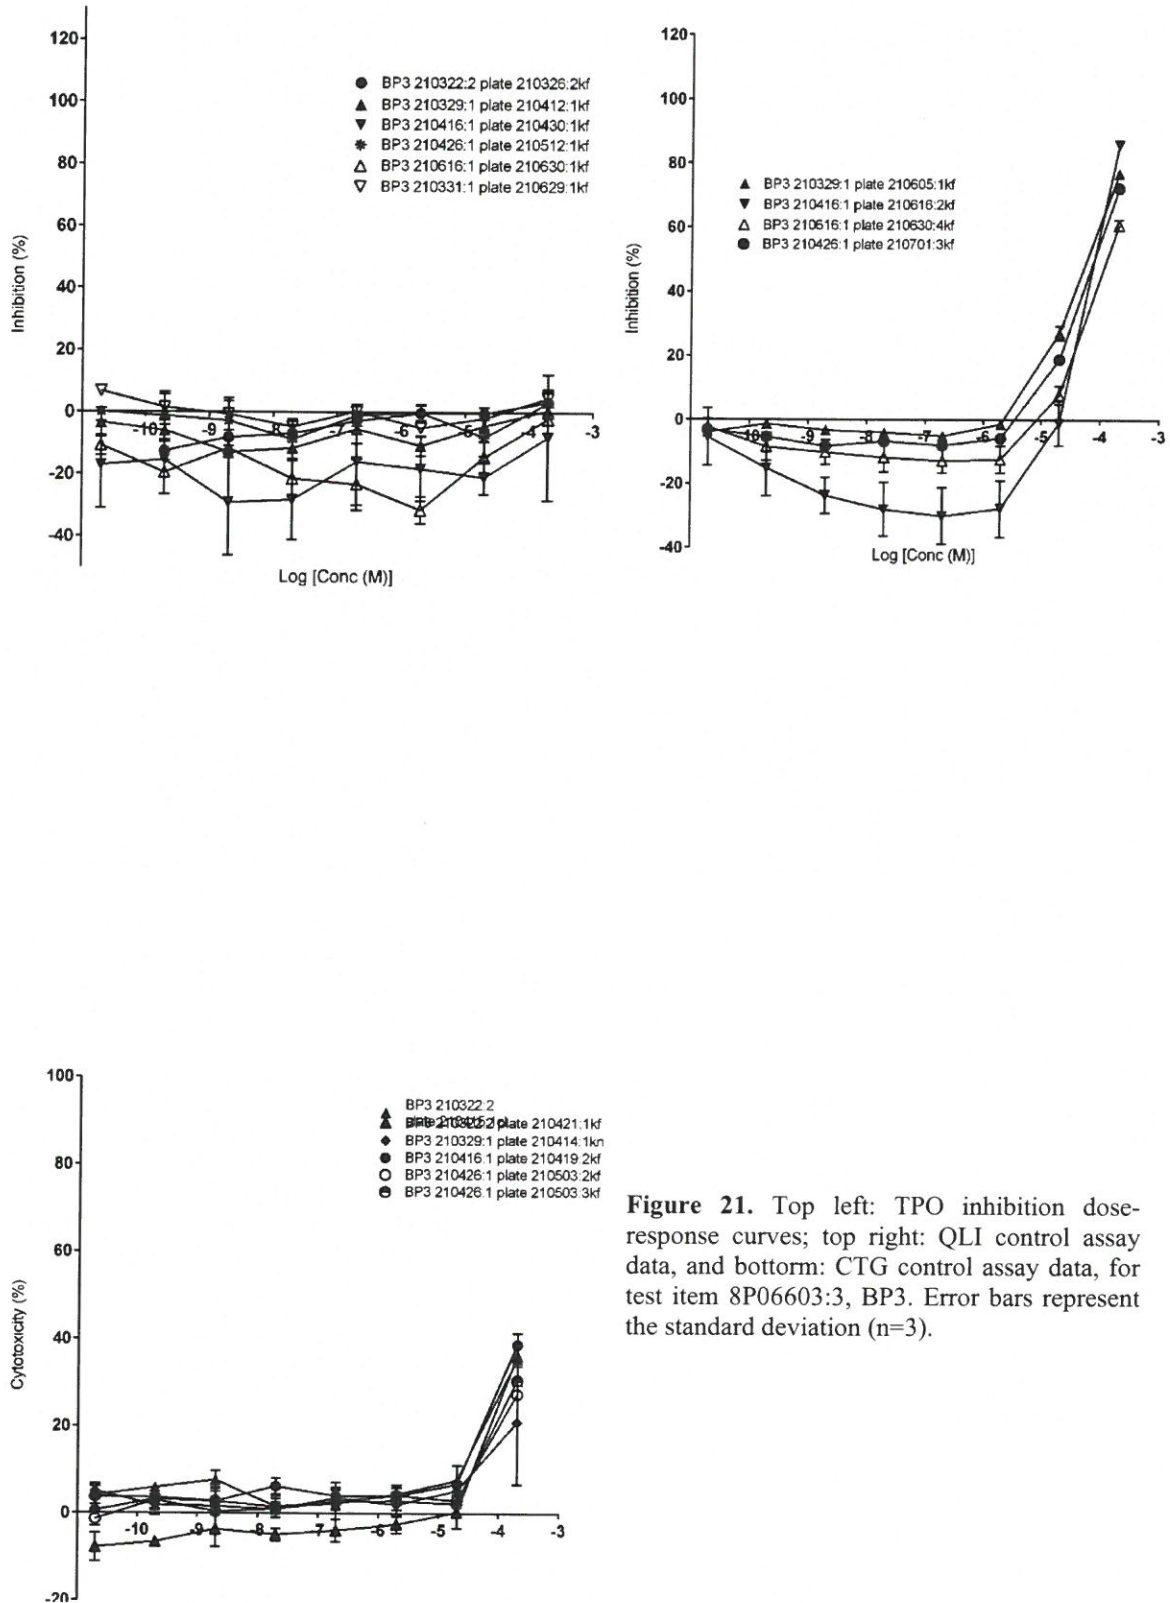 120
100
80
60
40
20
0
-20
-40
Inhibition (%)
BP3 210322:2 plate 210326:2kf
BP3 210329:1 plate 210412:1kf
BP3 210416:1 plate 210430:1kf
BP3 210426:1 plate 210512:1kf
BP3 210616:1 plate 210630:1kf
BP3 210331:1 plate 210629:1kf
-10 -9 -8 -6 -4 -3
Log [Conc (M)]
120
100
80
60
40
20
0
-20
-40
Inhibition (%)
BP3 210329:1 plate 210605:1kf
BP3 210416:1 plate 210616:2kf
BP3 210616:1 plate 210630:4kf
BP3 210426:1 plate 210701:3kf
-10 -9 -8 -7 -6 -5 -4 -3
Log [Conc (M)]
100
80
60
40
20
0
-20
Cytotoxicity (%)
BP3 210322:2
plate 210421:1kf
BP3 210329:1 plate 210414:1kn
BP3 210416:1 plate 210419:2kf
BP3 210426:1 plate 210503:2kf
BP3 210426:1 plate 210503:3kf
-10 -9 -8 -7 -6 -5 -4 -3
Figure 21. Top left: TPO inhibition dose-
response curves; top right: QLI control assay
data, and bottorm: CTG control assay data, for
test item 8P06603:3, BP3. Error bars represent
the standard deviation (n=3).